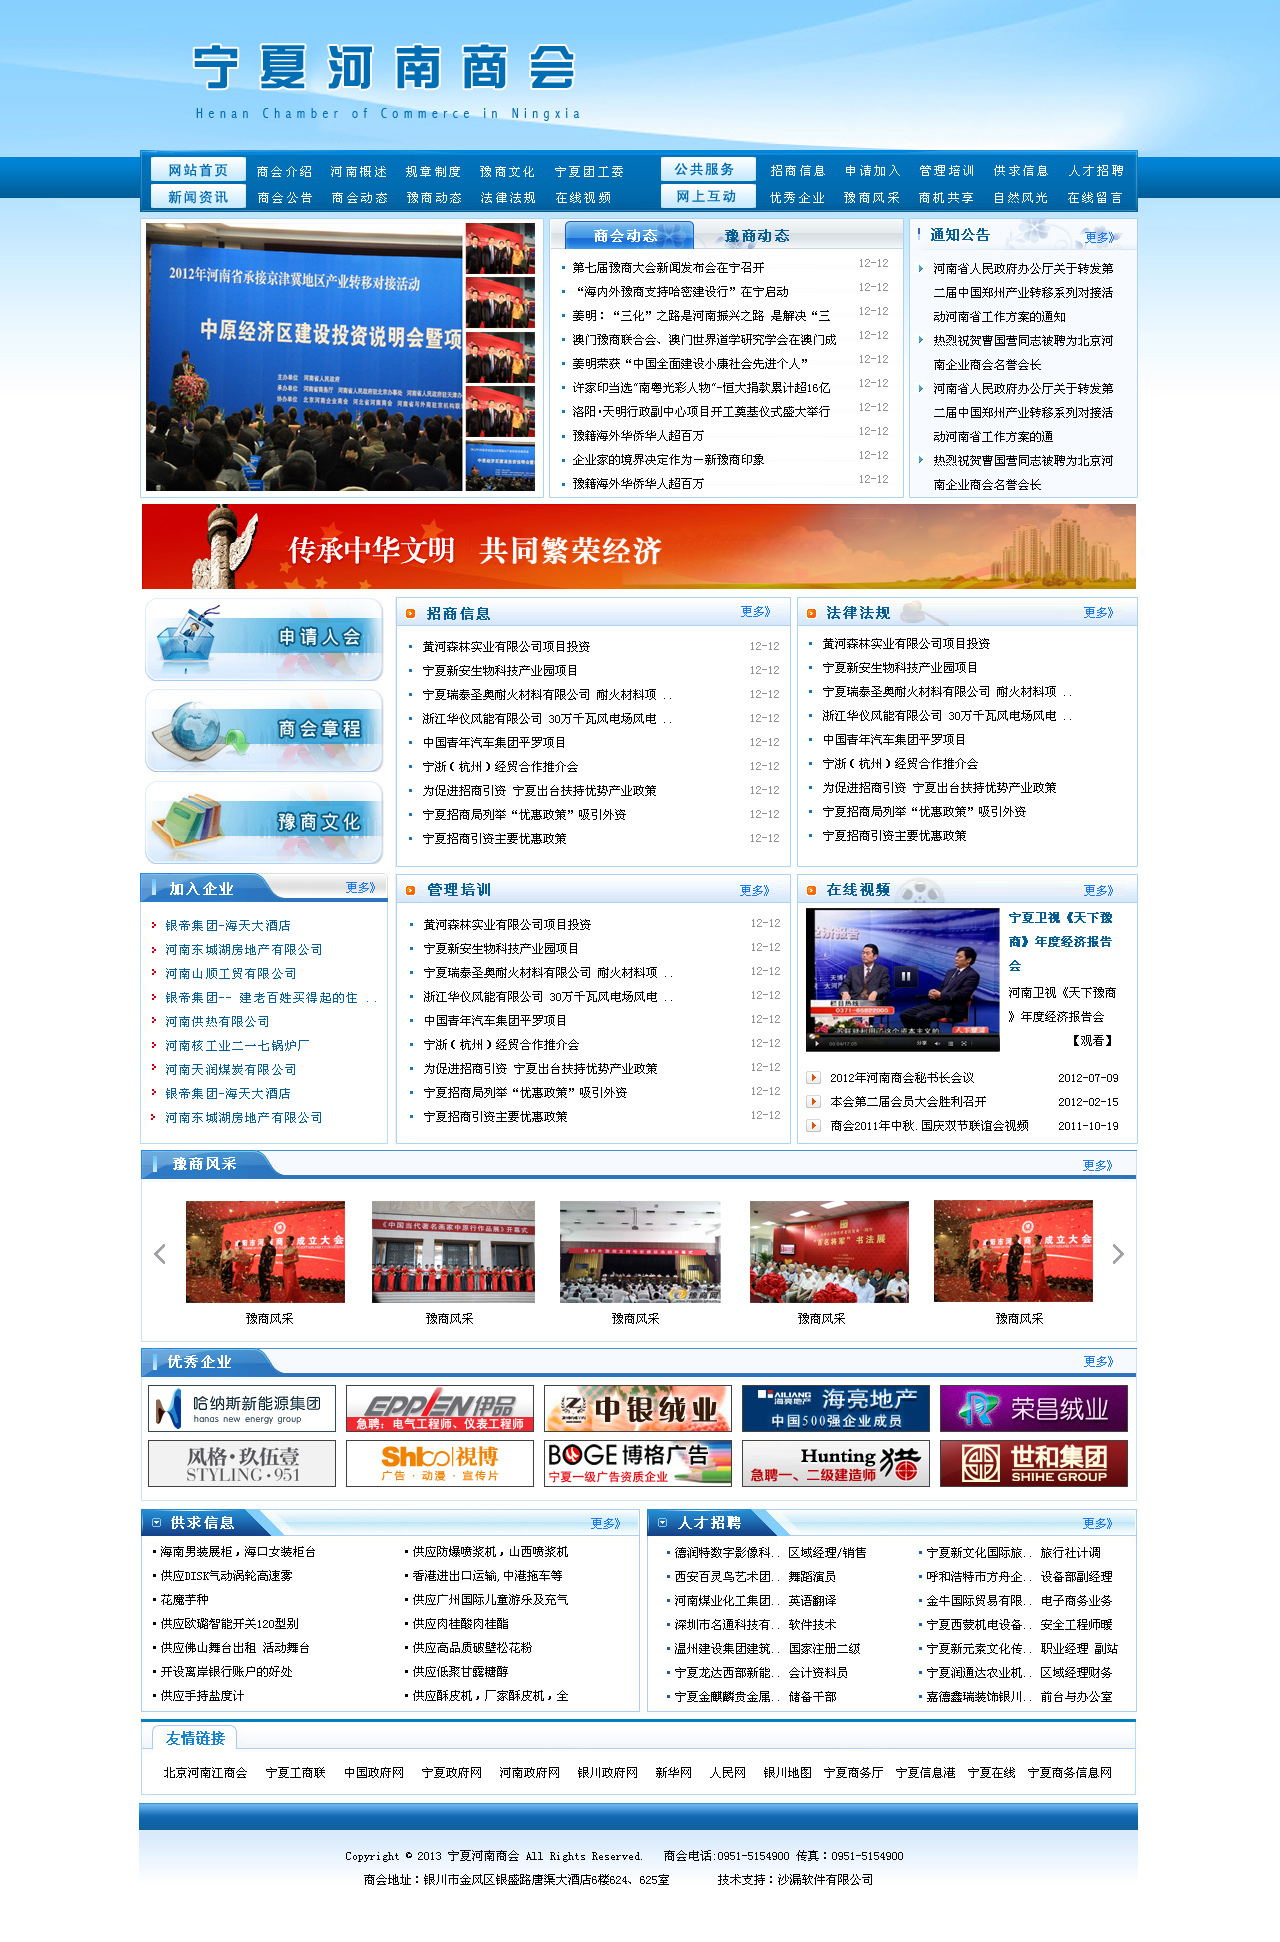 宁夏河南商会
Henan Chamber of Commerce in Ningxia
网站首页 商会介绍 河南概述 规章制度 豫商文化 宁夏团工委 公共服务 招商信息 申请加入 管理培训 供求信息 人才招聘
新闻资讯 商会公告 商会动态 豫商动态 法律法规 在线视频 网上互动 优秀企业 豫商风采 商机共享 自然风光 在线留言
2012年河南省承接京津冀地区产业转移对接活动
中原经济区建设投资说明会暨项
商会动态 豫商动态
第七届豫商大会新闻发布会在宁召开 12-12
“海内外豫商支持哈密建设行”在宁启动 12-12
姜明：“三化”之路是河南振兴之路 是解决“三 12-12
澳门豫商联合会、澳门世界道学研究学会在澳门成 12-12
姜明荣获“中国全面建设小康社会先进个人” 12-12
许家印当选“南粤光彩人物”-恒大捐款累计超16亿 12-12
洛阳·天明行政副中心项目开工奠基仪式盛大举行 12-12
豫籍海外华侨华人超百万 12-12
企业家的境界决定作为—新豫商印象 12-12
豫籍海外华侨华人超百万 12-12
通知公告 更多》
河南省人民政府办公厅关于转发第
二届中国郑州产业转移系列对接活
动河南省工作方案的通知
热烈祝贺曹国营同志被聘为北京河
南企业商会名誉会长
河南省人民政府办公厅关于转发第
二届中国郑州产业转移系列对接活
动河南省工作方案的通
热烈祝贺曹国营同志被聘为北京河
南企业商会名誉会长
传承中华文明 共同繁荣经济
申请人会
商会章程
豫商文化
招商信息 更多》
黄河森林实业有限公司项目投资 12-12
宁夏新安生物科技产业园项目 12-12
宁夏瑞泰圣奥耐火材料有限公司 耐火材料项 .. 12-12
浙江华仪风能有限公司 30万千瓦风电场风电 .. 12-12
中国青年汽车集团平罗项目 12-12
宁浙（杭州）经贸合作推介会 12-12
为促进招商引资 宁夏出台扶持优势产业政策 12-12
宁夏招商局列举“优惠政策”吸引外资 12-12
宁夏招商引资主要优惠政策 12-12
法律法规 更多》
黄河森林实业有限公司项目投资
宁夏新安生物科技产业园项目
宁夏瑞泰圣奥耐火材料有限公司 耐火材料项 ..
浙江华仪风能有限公司 30万千瓦风电场风电 ..
中国青年汽车集团平罗项目
宁浙（杭州）经贸合作推介会
为促进招商引资 宁夏出台扶持优势产业政策
宁夏招商局列举“优惠政策”吸引外资
宁夏招商引资主要优惠政策
加入企业 更多》
银帝集团-海天大酒店
河南东城湖房地产有限公司
河南山顺工贸有限公司
银帝集团-- 建老百姓买得起的住 ..
河南供热有限公司
河南核工业二一七锅炉厂
河南天润煤炭有限公司
银帝集团-海天大酒店
河南东城湖房地产有限公司
管理培训 更多》
黄河森林实业有限公司项目投资 12-12
宁夏新安生物科技产业园项目 12-12
宁夏瑞泰圣奥耐火材料有限公司 耐火材料项 .. 12-12
浙江华仪风能有限公司 30万千瓦风电场风电 .. 12-12
中国青年汽车集团平罗项目 12-12
宁浙（杭州）经贸合作推介会 12-12
为促进招商引资 宁夏出台扶持优势产业政策 12-12
宁夏招商局列举“优惠政策”吸引外资 12-12
宁夏招商引资主要优惠政策 12-12
在线视频 更多》
栏目热线
0371-65822005
宁夏卫视《天下豫
商》年度经济报告
会
河南卫视《天下豫商
》年度经济报告会
【观看】
2012年河南商会秘书长会议 2012-07-09
本会第二届会员大会胜利召开 2012-02-15
商会2011年中秋.国庆双节联谊会视频 2011-10-19
豫商风采 更多》
《中国当代著名画家中原行作品展》开幕式
"百名将军"书法展
豫商风采 豫商风采 豫商风采 豫商风采 豫商风采
优秀企业 更多》
哈纳斯新能源集团
hanas new energy group
EPPEN伊品
急聘：电气工程师、仪表工程师
中银绒业
HAILIANG 海亮地产 海亮地产
中国500强企业成员
荣昌绒业
风格·玖伍壹
STYLING·951
Shboo視博
广告·动漫·宣传片
BOGE博格广告
宁夏一级广告资质企业
Hunting猎
急聘一、二级建造师
世和集团
SHIHE GROUP
供求信息 更多》
海南男装展柜，海口女装柜台 供应防爆喷浆机，山西喷浆机
供应DISK气动涡轮高速雾 香港进出口运输,中港拖车等
花魔芋种 供应广州国际儿童游乐及充气
供应欧璐智能开关120型别 供应肉桂酸肉桂酯
供应佛山舞台出租 活动舞台 供应高品质破壁松花粉
开设离岸银行账户的好处 供应低聚甘露糖醇
供应手持盐度计 供应酥皮机，厂家酥皮机，全
人才招聘 更多》
德润特数字影像科.. 区域经理/销售 宁夏新文化国际旅.. 旅行社计调
西安百灵鸟艺术团.. 舞蹈演员 呼和浩特市方舟企.. 设备部副经理
河南煤业化工集团.. 英语翻译 金牛国际贸易有限.. 电子商务业务
深圳市名通科技有.. 软件技术 宁夏西蒙机电设备.. 安全工程师暖
温州建设集团建筑.. 国家注册二级 宁夏新元素文化传.. 职业经理 副站
宁夏龙达西部新能.. 会计资料员 宁夏润通达农业机.. 区域经理财务
宁夏金麒麟贵金属.. 储备干部 嘉德鑫瑞装饰银川.. 前台与办公室
友情链接
北京河南江商会 宁夏工商联 中国政府网 宁夏政府网 河南政府网 银川政府网 新华网 人民网 银川地图 宁夏商务厅 宁夏信息港 宁夏在线 宁夏商务信息网
Copyright © 2013 宁夏河南商会 All Rights Reserved. 商会电话:0951-5154900 传真：0951-5154900
商会地址：银川市金凤区银盛路唐渠大酒店6楼624、625室 技术支持：沙漏软件有限公司